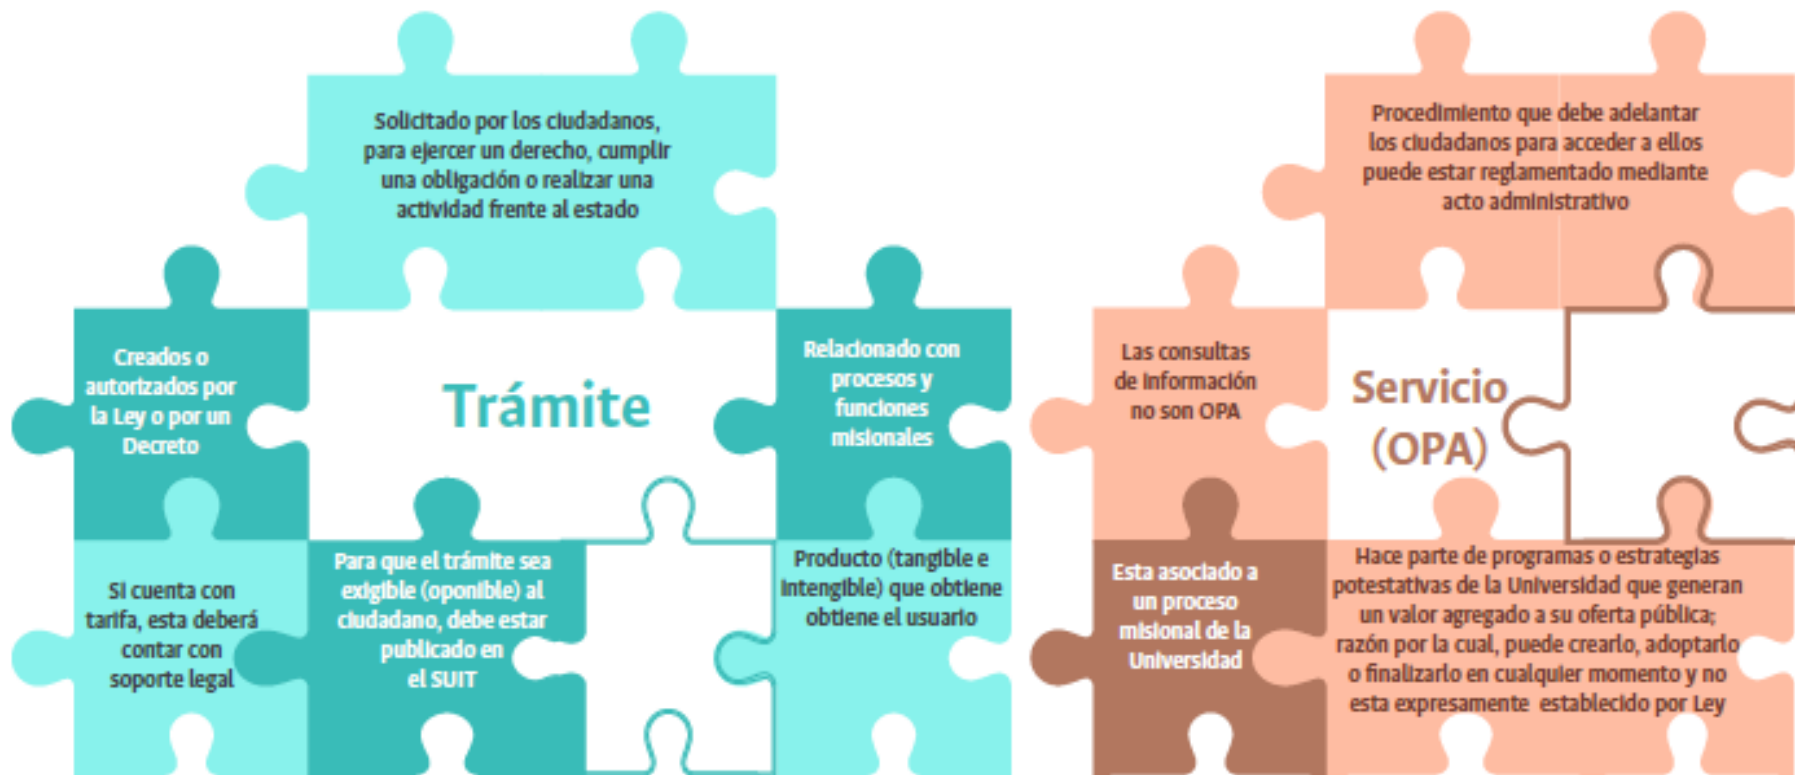 Solicitado por los ciudadanos,
para ejercer un derecho, cumplir
una obligación o realizar una
actividad frente al estado
Creados o
autorizados por
la Ley o por un
Decreto
Trámite
Relacionado con
procesos y
funciones
misionales
Si cuenta con
tarifa, esta deberá
contar con
soporte legal
Para que el trámite sea
exigible (oponible) al
ciudadano, debe estar
publicado en
el SUIT
Producto (tangible e
intengible) que obtiene
obtiene el usuario
Procedimiento que debe adelantar
los ciudadanos para acceder a ellos
puede estar reglamentado mediante
acto administrativo
Las consultas
de información
no son OPA
Servicio
(OPA)
Esta asociado a
un proceso
misional de la
Universidad
Hace parte de programas o estrategias
potestativas de la Universidad que generan
un valor agregado a su oferta pública;
razón por la cual, puede crearlo, adoptarlo
o finalizarlo en cualquier momento y no
esta expresamente establecido por Ley